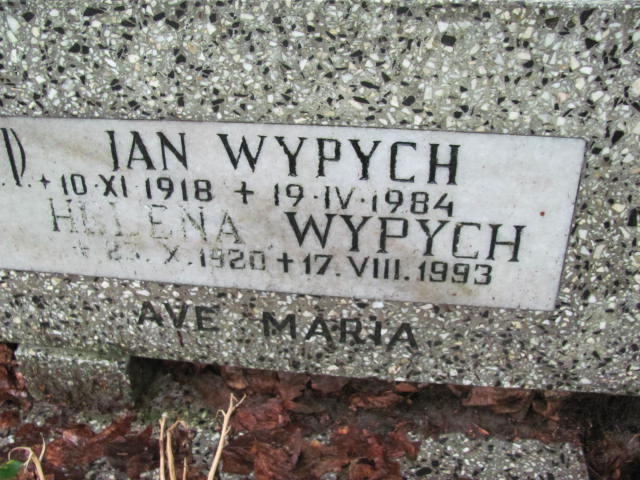 JAN WYPYCH
+ 10·XI 1918 + 19·IV·1984
HELENA WYPYCH
X.1920 + 17.VIII.1993
AVE MARIA